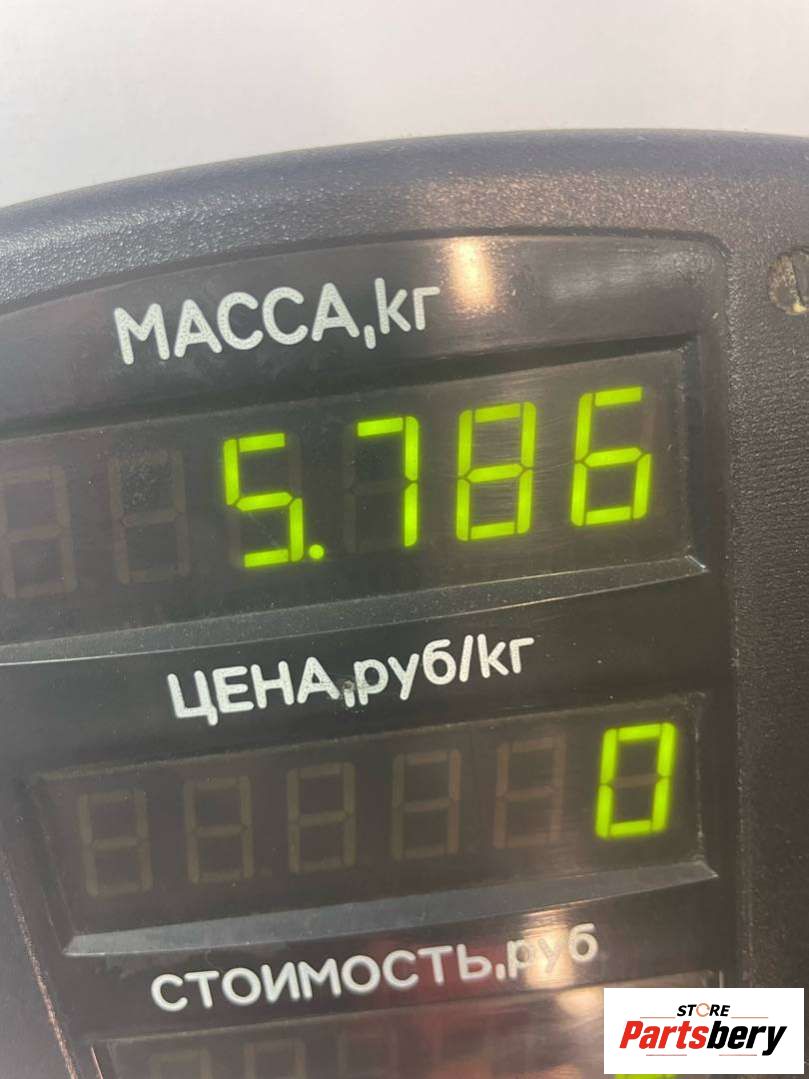 МАССА,кг
5.786
ЦЕНА,руб/кг
0
СТОИМОСТЬ,руб
STORE
Partsbery